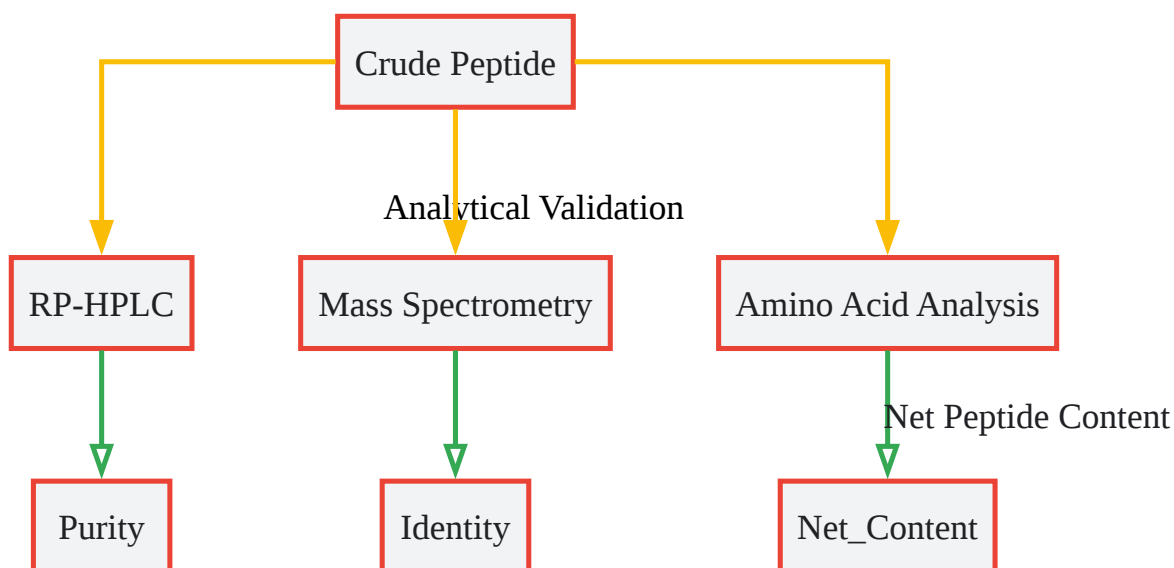 Crude Peptide
Analytical Validation
RP-HPLC
Mass Spectrometry
Amino Acid Analysis
Net Peptide Content
Purity
Identity
Net_Content